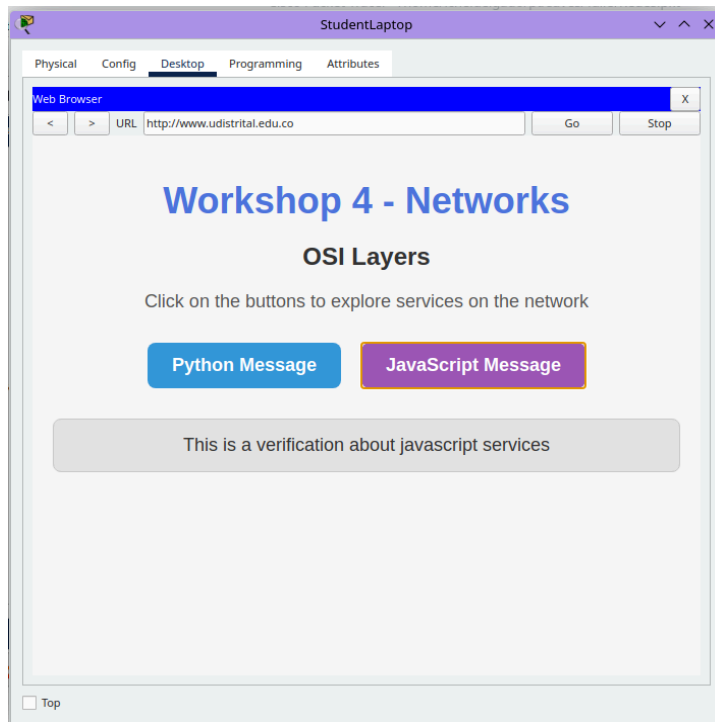 StudentLaptop
Physical Config Desktop Programming Attributes
Web Browser X
< > URL http://www.udistrital.edu.co Go Stop
Workshop 4 - Networks
OSI Layers
Click on the buttons to explore services on the network
Python Message JavaScript Message
This is a verification about javascript services
Top